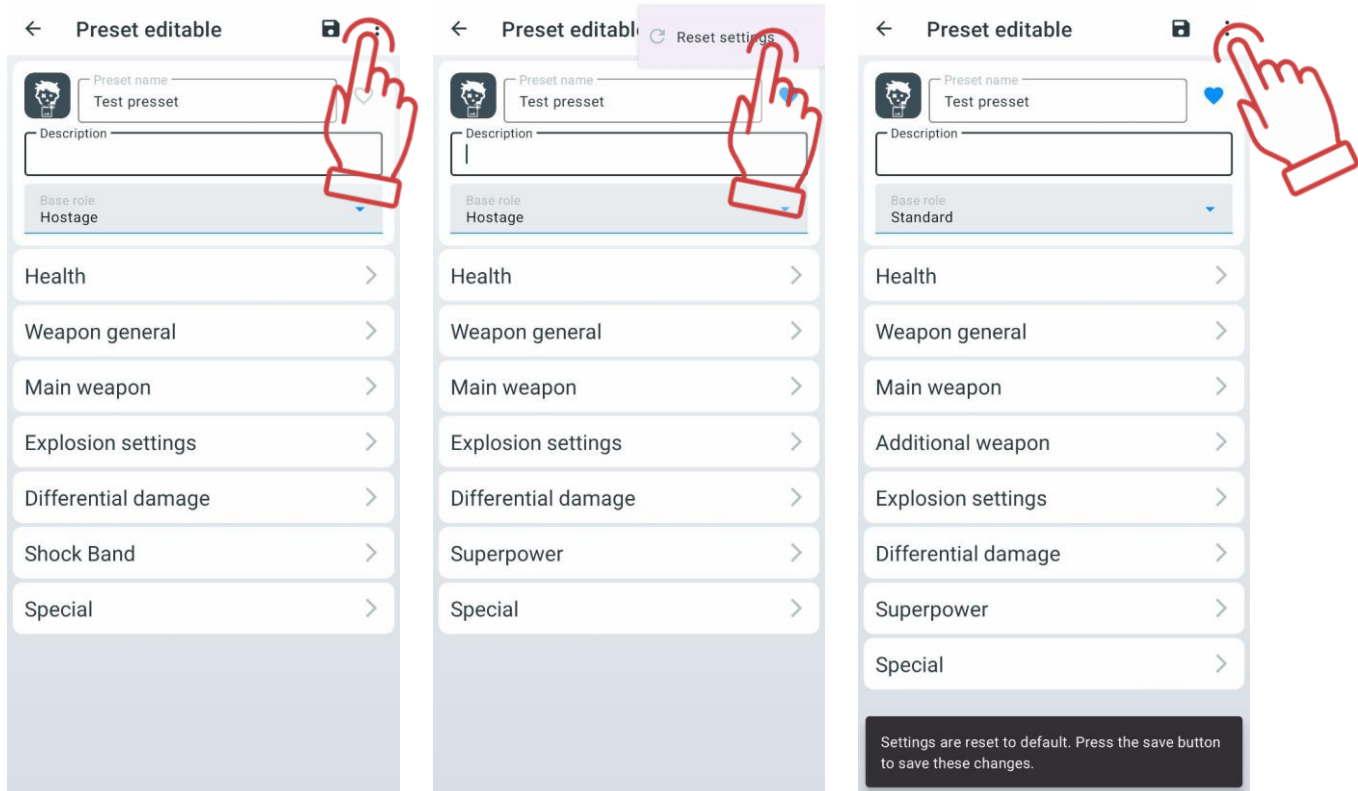 Preset editable
Preset name
Test presset
Description
Base role
Hostage
Health
Weapon general
Main weapon
Explosion settings
Differential damage
Shock Band
Special
Preset editabl
Reset settings
Preset name
Test presset
Description
Base role
Hostage
Health
Weapon general
Main weapon
Explosion settings
Differential damage
Superpower
Special
Preset editable
Preset name
Test presset
Description
Base role
Standard
Health
Weapon general
Main weapon
Additional weapon
Explosion settings
Differential damage
Superpower
Special
Settings are reset to default. Press the save button
to save these changes.